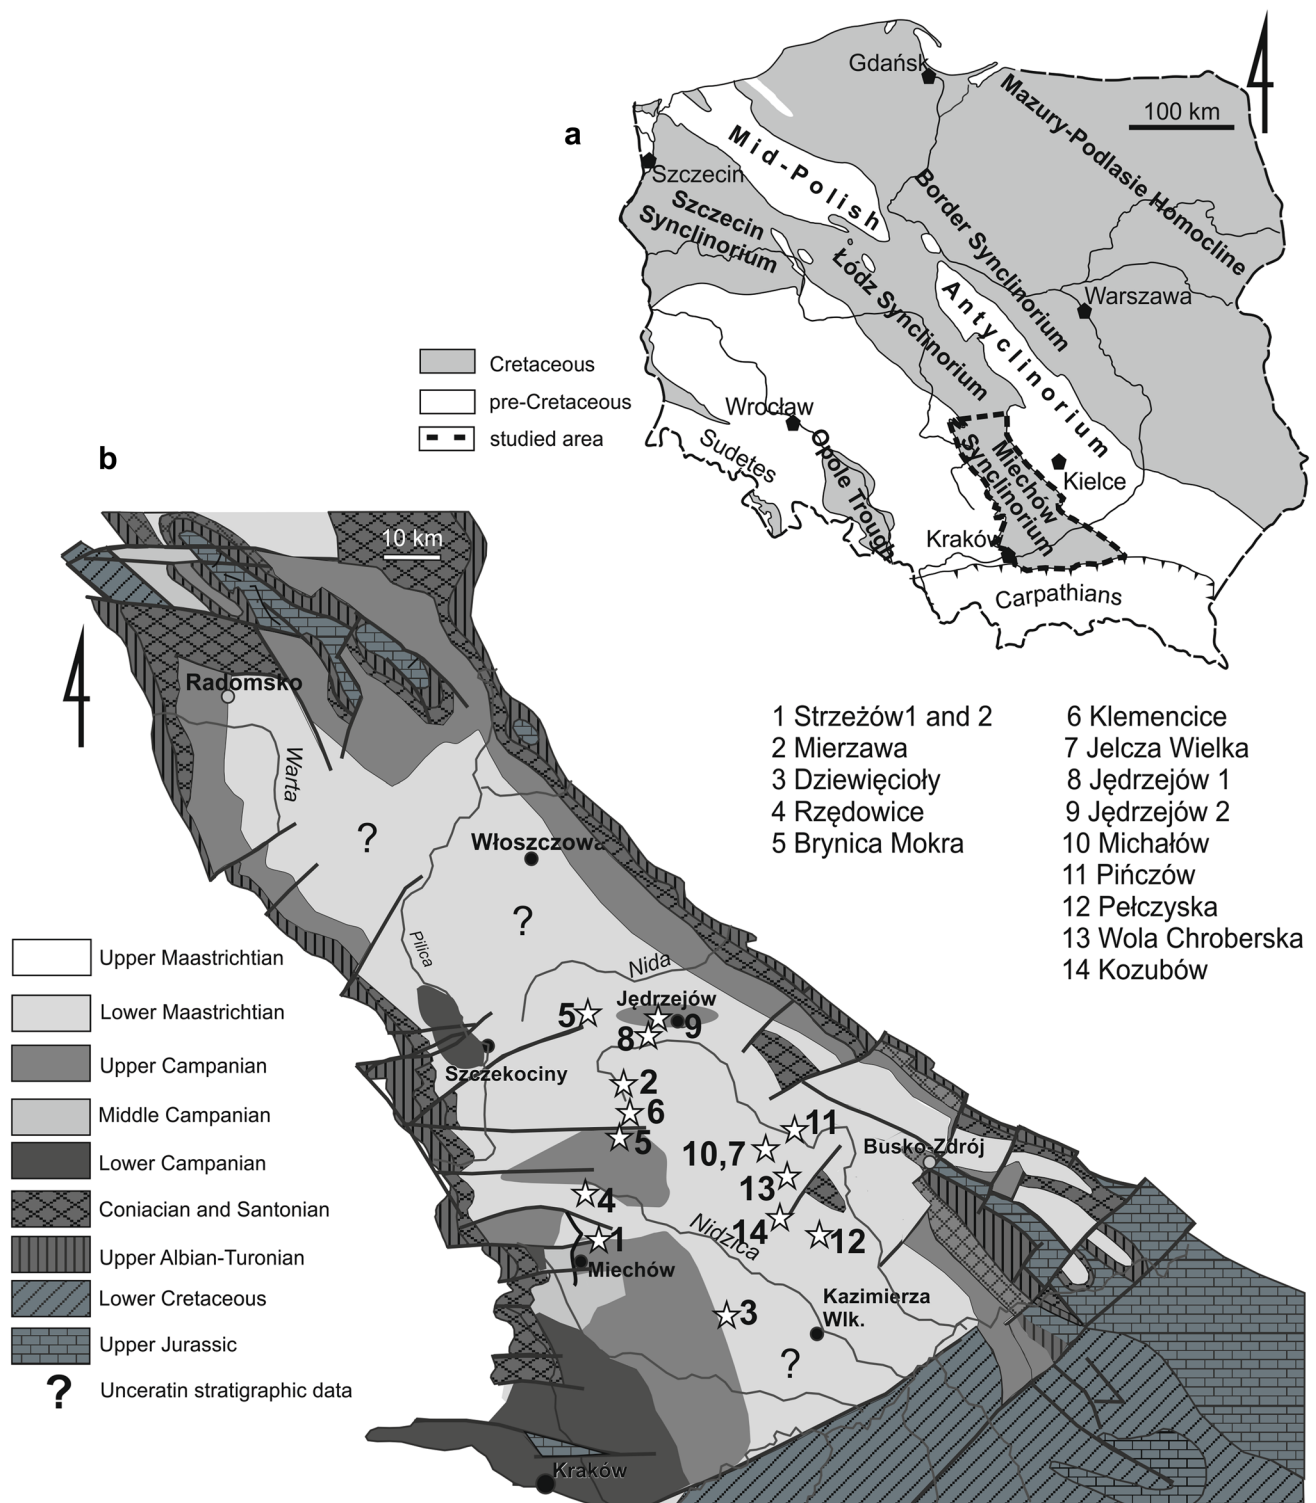 a
Gdańsk
100 km
Mazury-Podlasie Homocline
Mid-Polish
Szczecin
Szczecin
Synclinorium
Border Synclinorium
Łódz Synclinorium
Antyclinorium
Warszawa
Cretaceous
pre-Cretaceous
studied area
Wrocław
Sudetes
Opole Trough
Miechów
Synclinorium
Kielce
Kraków
Carpathians
b
10 km
Radomsko
Warta
?
Włoszczowa
?
Pilica
Nida
Jędrzejów
5
9
8
Szczekociny
2
6
5
11
10,7
Busko-Zdrój
13
4
14
Nidzica
12
1
Miechów
Kazimierza
Wlk.
3
?
Kraków
1 Strzeżów1 and 2
2 Mierzawa
3 Dziewięcioły
4 Rzędowice
5 Brynica Mokra
6 Klemencice
7 Jelcza Wielka
8 Jędrzejów 1
9 Jędrzejów 2
10 Michałów
11 Pińczów
12 Pełczyska
13 Wola Chroberska
14 Kozubów
Upper Maastrichtian
Lower Maastrichtian
Upper Campanian
Middle Campanian
Lower Campanian
Coniacian and Santonian
Upper Albian-Turonian
Lower Cretaceous
Upper Jurassic
? Unceratin stratigraphic data